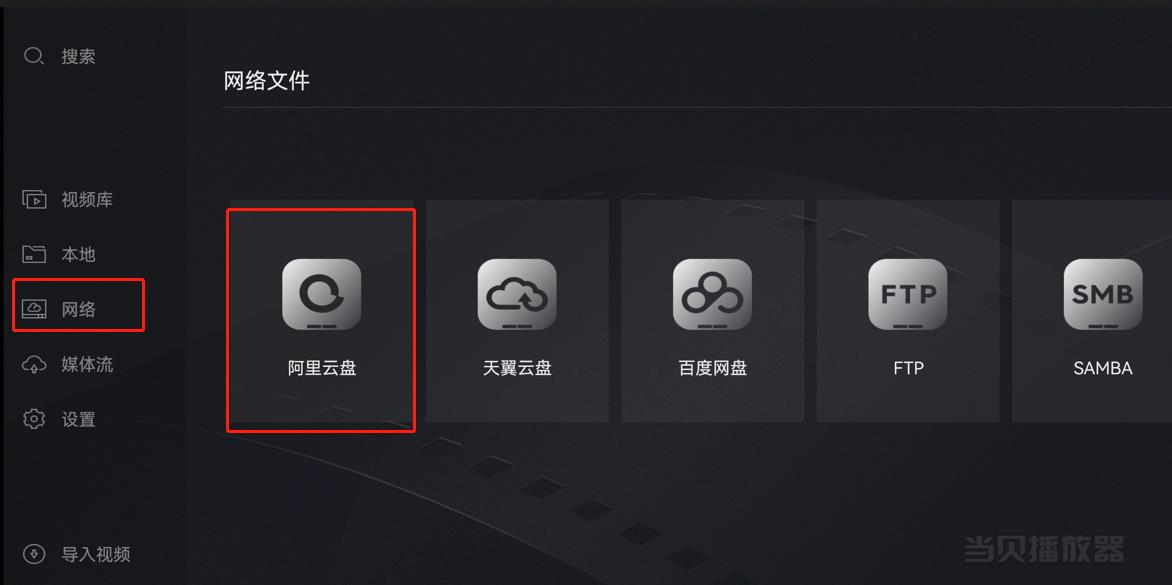 搜索
视频库
本地
网络
媒体流
设置
导入视频
网络文件
阿里云盘
天翼云盘
百度网盘
FTP
FTP
SMB
SAMBA
当贝播放器